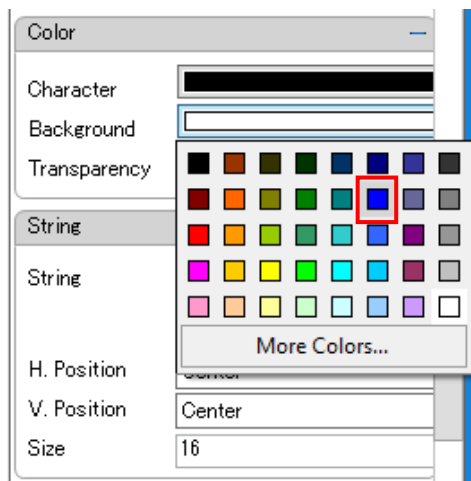 Color
Character
Background
Transparency
String
String
More Colors...
H. Position
V. Position
Center
Size
16